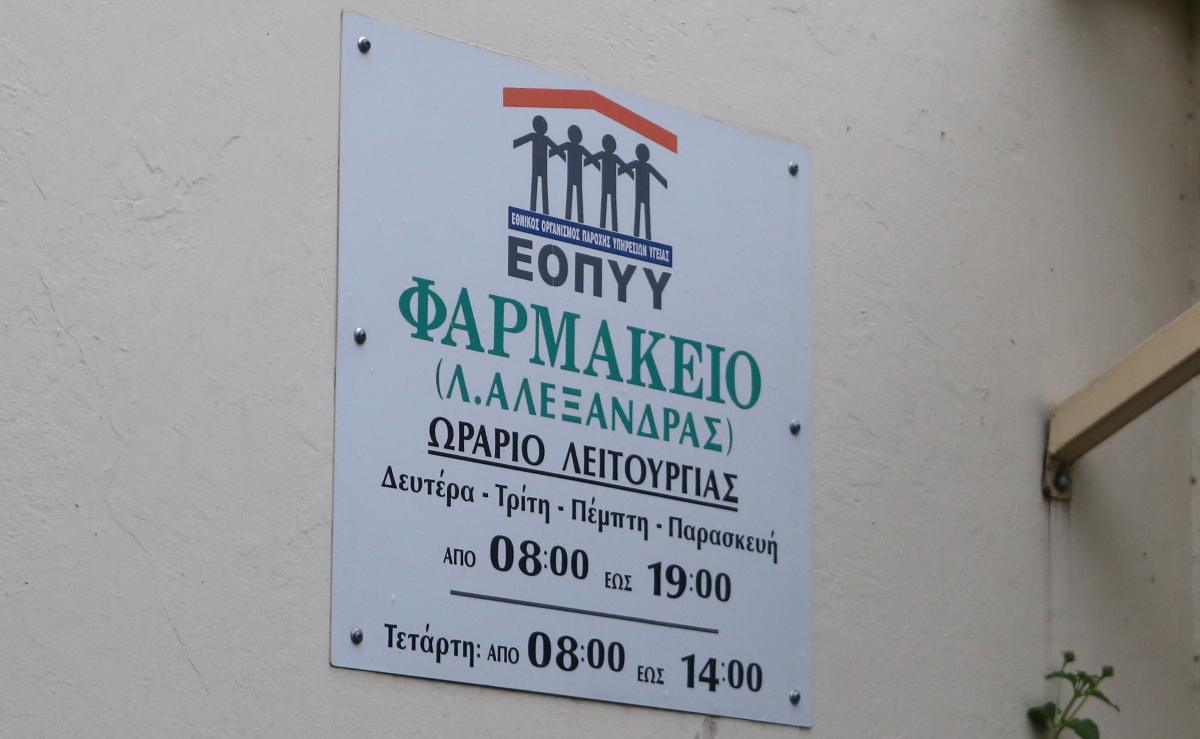 ΕΘΝΙΚΟΣ ΟΡΓΑΝΙΣΜΟΣ ΠΑΡΟΧΗΣ ΥΠΗΡΕΣΙΩΝ ΥΓΕΙΑΣ
ΕΟΠΥΥ
ΦΑΡΜΑΚΕΙΟ
(Λ.ΑΛΕΞΑΝΔΡΑΣ)
ΩΡΑΡΙΟ ΛΕΙΤΟΥΡΓΙΑΣ
Δευτέρα - Τρίτη - Πέμπτη - Παρασκευή
ΑΠΟ 08:00 ΕΩΣ 19:00
Τετάρτη: ΑΠΟ 08:00 ΕΩΣ 14:00